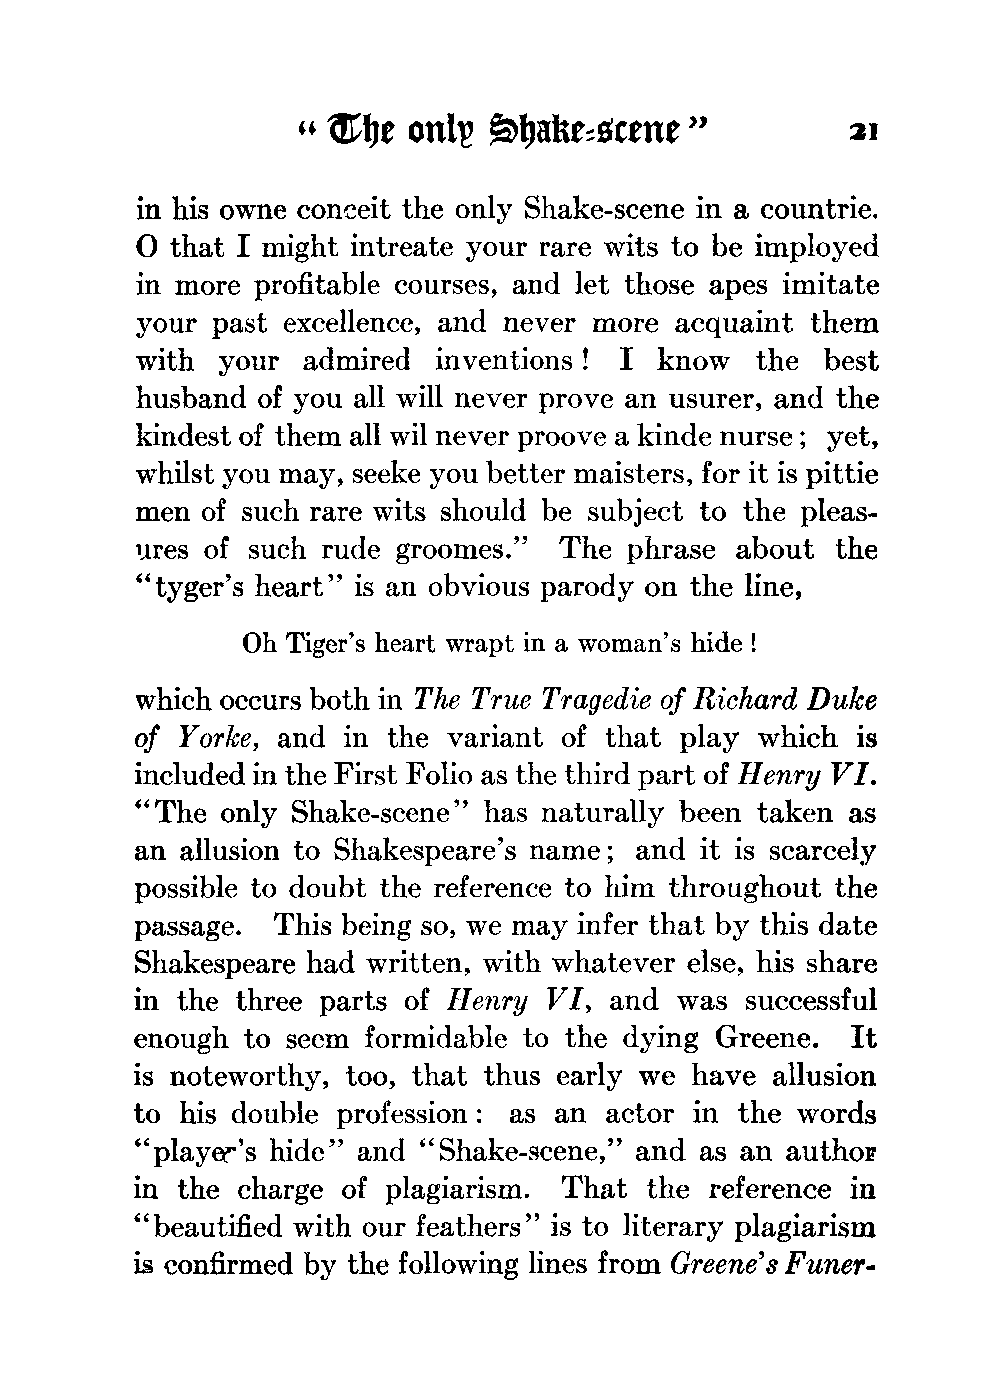 “ The only Shake-scene ” 21
in his owne conceit the only Shake-scene in a countrie.
O that I might intreate your rare wits to be imployed
in more profitable courses, and let those apes imitate
your past excellence, and never more acquaint them
with your admired inventions ! I know the best
husband of you all will never prove an usurer, and the
kindest of them all wil never proove a kinde nurse ; yet,
whilst you may, seeke you better maisters, for it is pittie
men of such rare wits should be subject to the pleas-
ures of such rude groomes.” The phrase about the
“tyger’s heart” is an obvious parody on the line,
Oh Tiger’s heart wrapt in a woman’s hide !
which occurs both in The True Tragedie of Richard Duke
of Yorke, and in the variant of that play which is
included in the First Folio as the third part of Henry VI.
“The only Shake-scene” has naturally been taken as
an allusion to Shakespeare’s name ; and it is scarcely
possible to doubt the reference to him throughout the
passage. This being so, we may infer that by this date
Shakespeare had written, with whatever else, his share
in the three parts of Henry VI, and was successful
enough to seem formidable to the dying Greene. It
is noteworthy, too, that thus early we have allusion
to his double profession : as an actor in the words
“player’s hide” and “Shake-scene,” and as an author
in the charge of plagiarism. That the reference in
“beautified with our feathers” is to literary plagiarism
is confirmed by the following lines from Greene’s Funer-